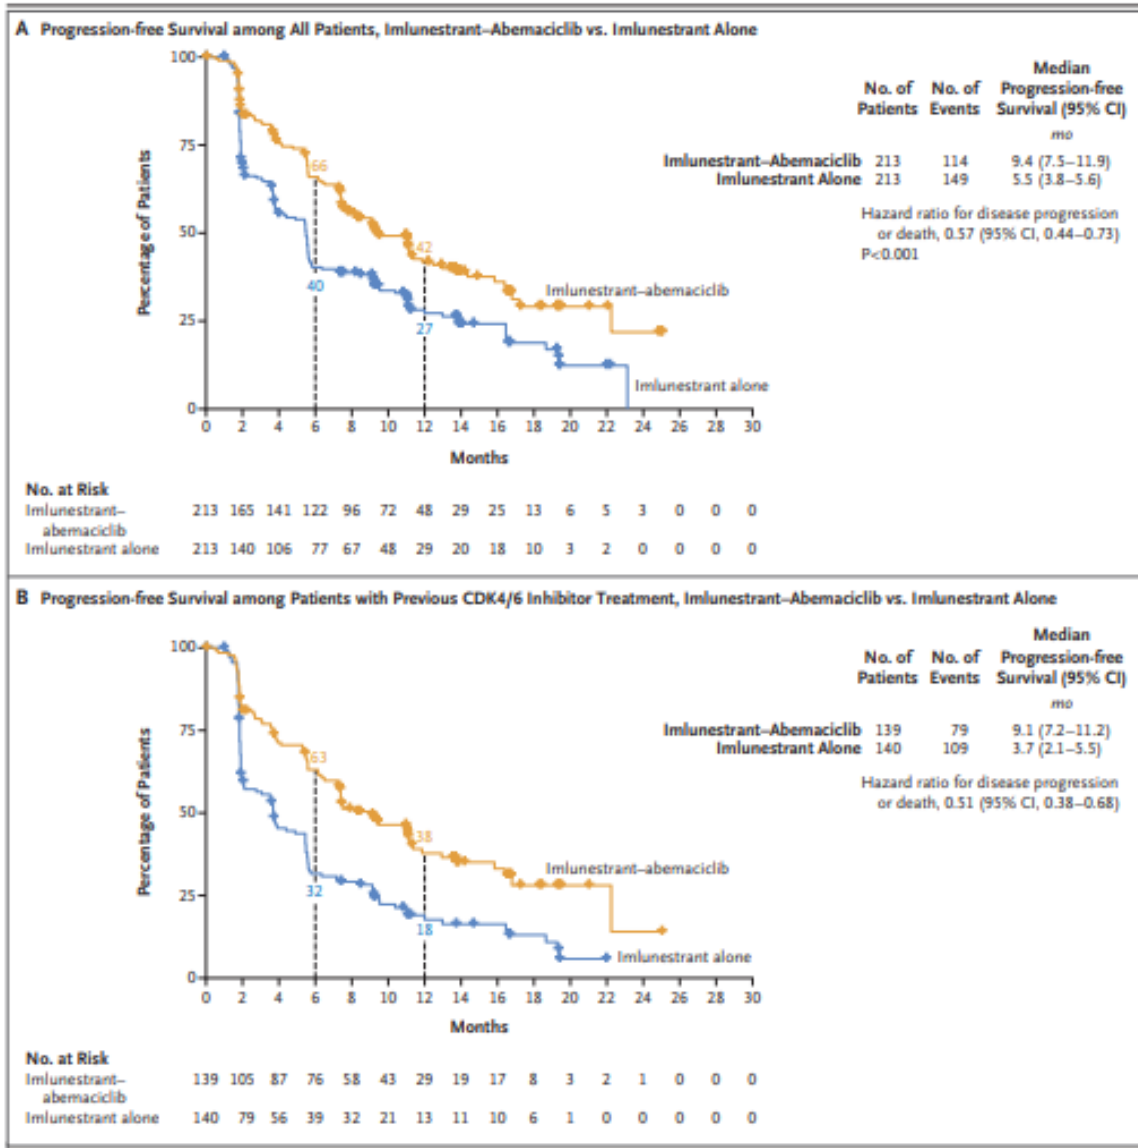 A Progression-free Survival among All Patients, Imlunestrant–Abemaciclib vs. Imlunestrant Alone
Percentage of Patients
100
75
50
25
0
66
42
40
27
Imlunestrant–abemaciclib
Imlunestrant alone
0 2 4 6 8 10 12 14 16 18 20 22 24 26 28 30
Months
Median
No. of No. of Progression-free
Patients Events Survival (95% CI)
mo
Imlunestrant–Abemaciclib 213 114 9.4 (7.5–11.9)
Imlunestrant Alone 213 149 5.5 (3.8–5.6)
Hazard ratio for disease progression
or death, 0.57 (95% CI, 0.44–0.73)
P<0.001
No. at Risk
Imlunestrant–
abemaciclib
213 165 141 122 96 72 48 29 25 13 6 5 3 0 0 0
Imlunestrant alone 213 140 106 77 67 48 29 20 18 10 3 2 0 0 0 0
B Progression-free Survival among Patients with Previous CDK4/6 Inhibitor Treatment, Imlunestrant–Abemaciclib vs. Imlunestrant Alone
Percentage of Patients
100
75
50
25
0
63
38
32
18
Imlunestrant–abemaciclib
Imlunestrant alone
0 2 4 6 8 10 12 14 16 18 20 22 24 26 28 30
Months
Median
No. of No. of Progression-free
Patients Events Survival (95% CI)
mo
Imlunestrant–Abemaciclib 139 79 9.1 (7.2–11.2)
Imlunestrant Alone 140 109 3.7 (2.1–5.5)
Hazard ratio for disease progression
or death, 0.51 (95% CI, 0.38–0.68)
No. at Risk
Imlunestrant–
abemaciclib
139 105 87 76 58 43 29 19 17 8 3 2 1 0 0 0
Imlunestrant alone 140 79 56 39 32 21 13 11 10 6 1 0 0 0 0 0